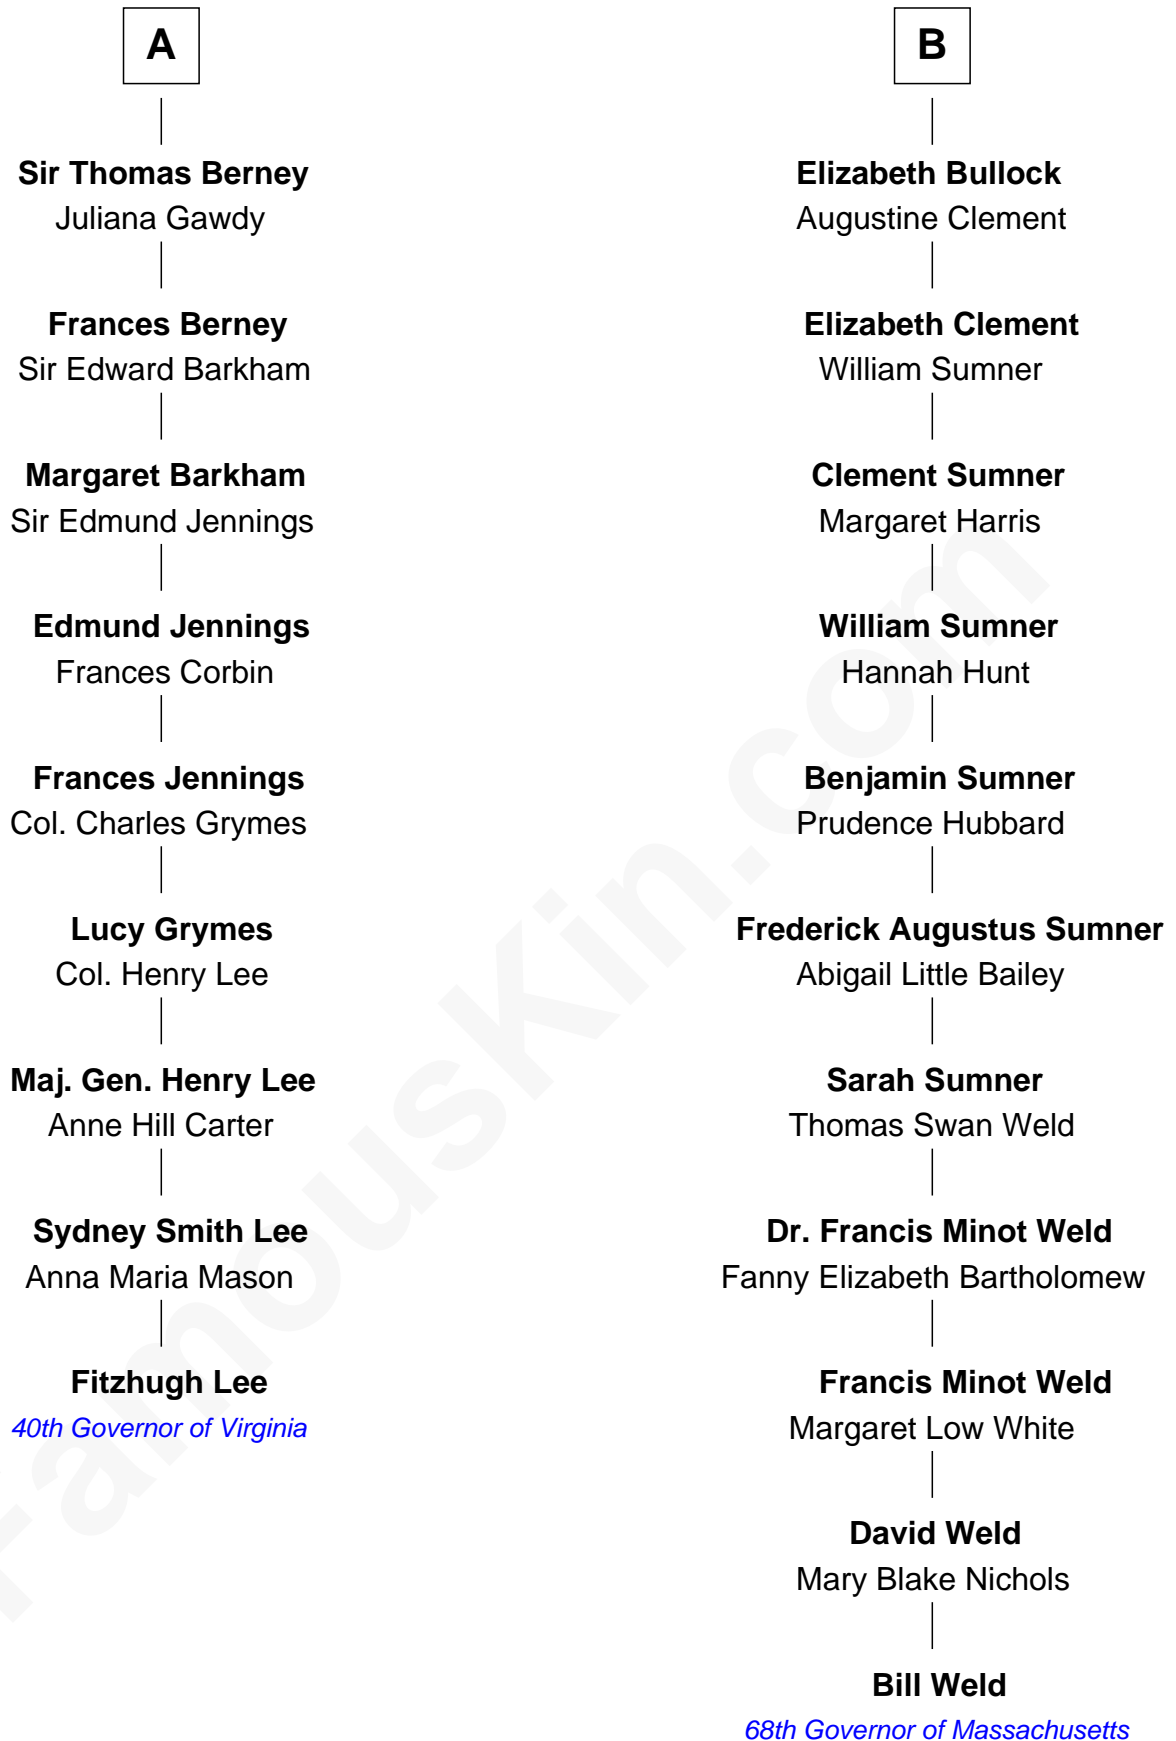 A
Sir Thomas Berney
Juliana Gawdy
Frances Berney
Sir Edward Barkham
Margaret Barkham
Sir Edmund Jennings
Edmund Jennings
Frances Corbin
Frances Jennings
Col. Charles Grymes
Lucy Grymes
Col. Henry Lee
Maj. Gen. Henry Lee
Anne Hill Carter
Sydney Smith Lee
Anna Maria Mason
Fitzhugh Lee
40th Governor of Virginia
B
Elizabeth Bullock
Augustine Clement
Elizabeth Clement
William Sumner
Clement Sumner
Margaret Harris
William Sumner
Hannah Hunt
Benjamin Sumner
Prudence Hubbard
Frederick Augustus Sumner
Abigail Little Bailey
Sarah Sumner
Thomas Swan Weld
Dr. Francis Minot Weld
Fanny Elizabeth Bartholomew
Francis Minot Weld
Margaret Low White
David Weld
Mary Blake Nichols
Bill Weld
68th Governor of Massachusetts
FamousKin.com